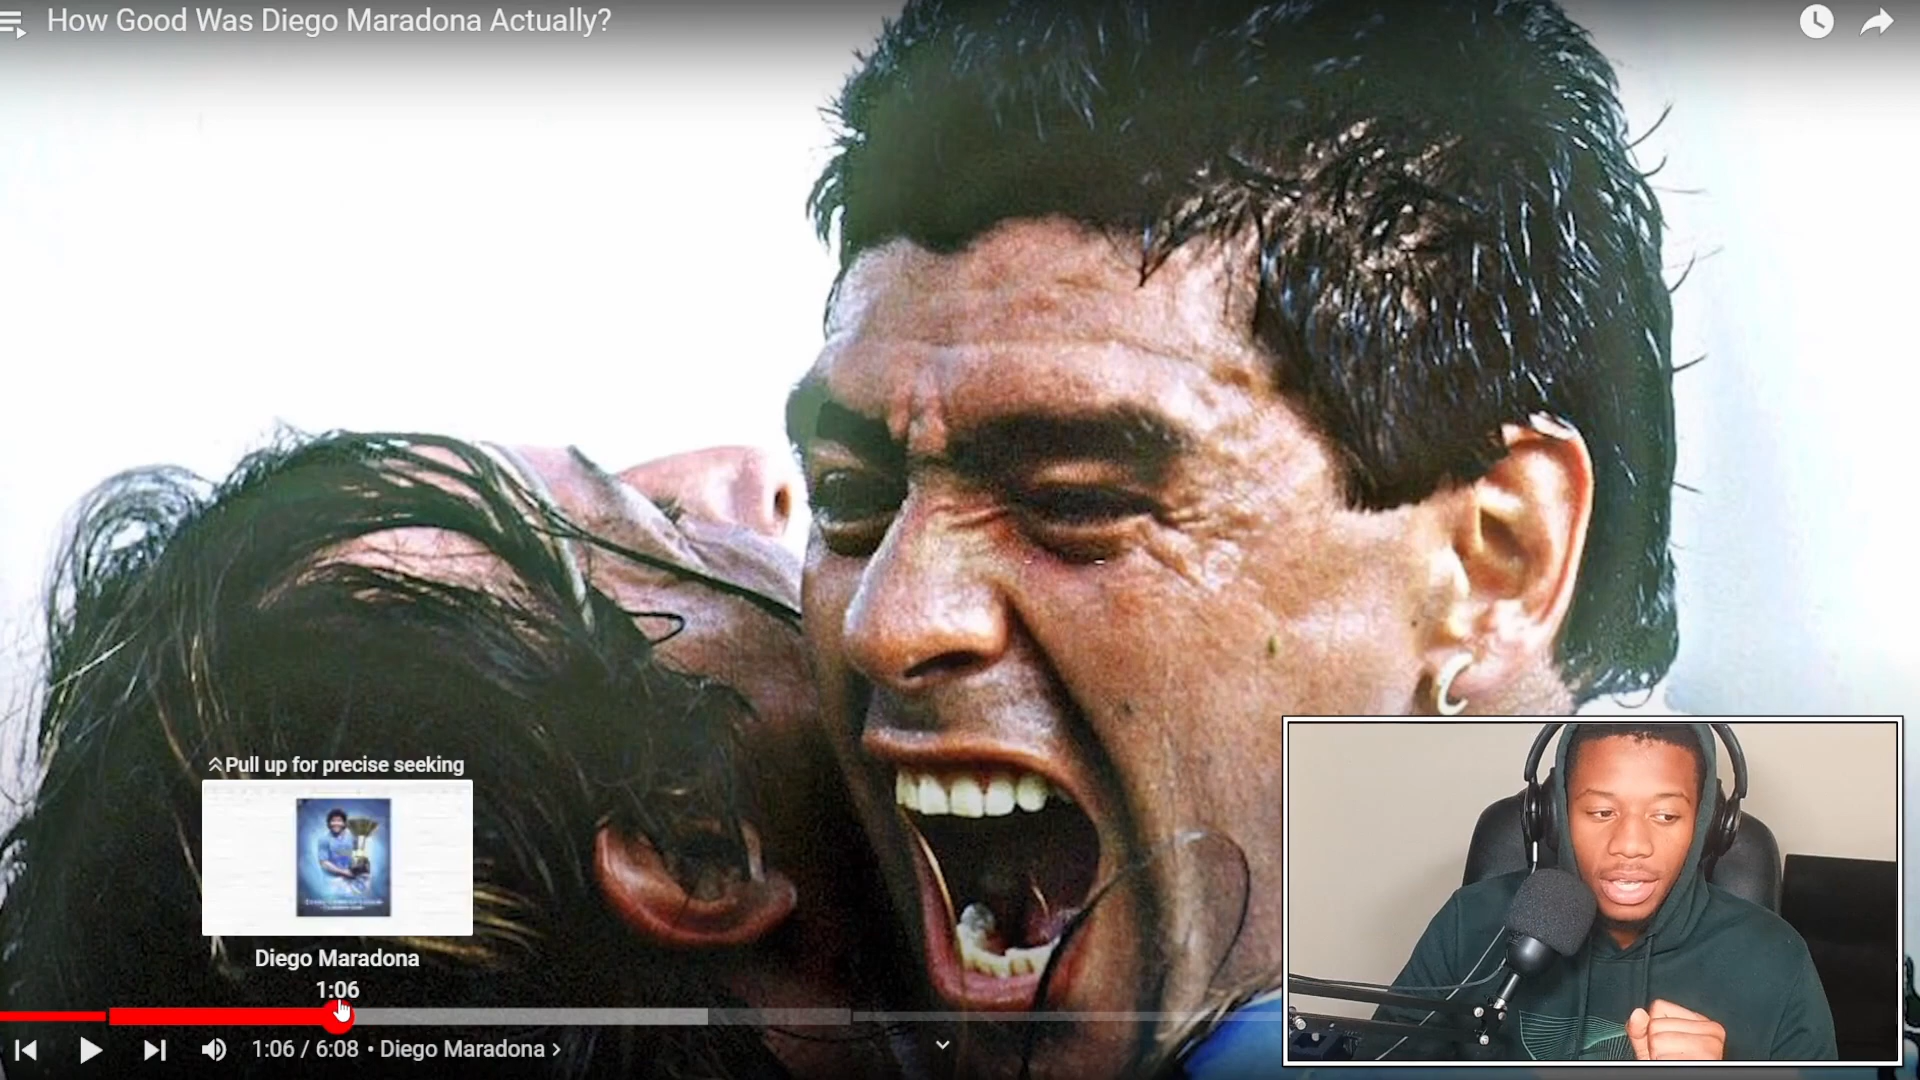 How Good Was Diego Maradona Actually?
Pull up for precise seeking
Diego Maradona
1:06
1:06 / 6:08 • Diego Maradona